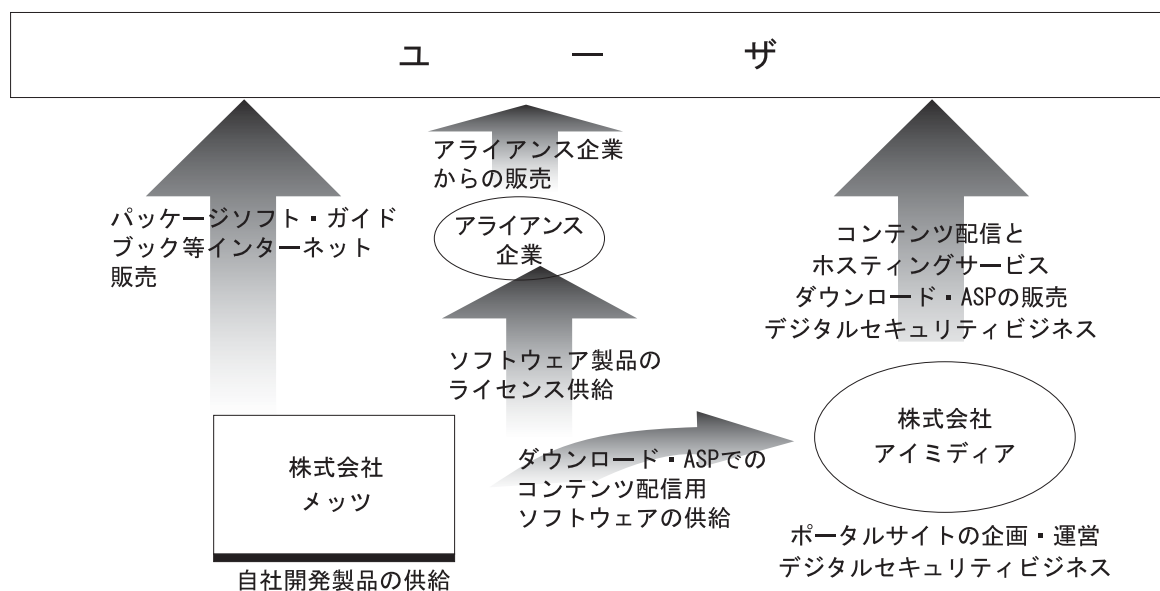 ユーザ
アライアンス企業
からの販売
パッケージソフト・ガイド
ブック等インターネット
販売
アライアンス
企業
コンテンツ配信と
ホスティングサービス
ダウンロード・ASPの販売
デジタルセキュリティビジネス
ソフトウェア製品の
ライセンス供給
株式会社
メッツ
自社開発製品の供給
ダウンロード・ASPでの
コンテンツ配信用
ソフトウェアの供給
株式会社
アイミディア
ポータルサイトの企画・運営
デジタルセキュリティビジネス